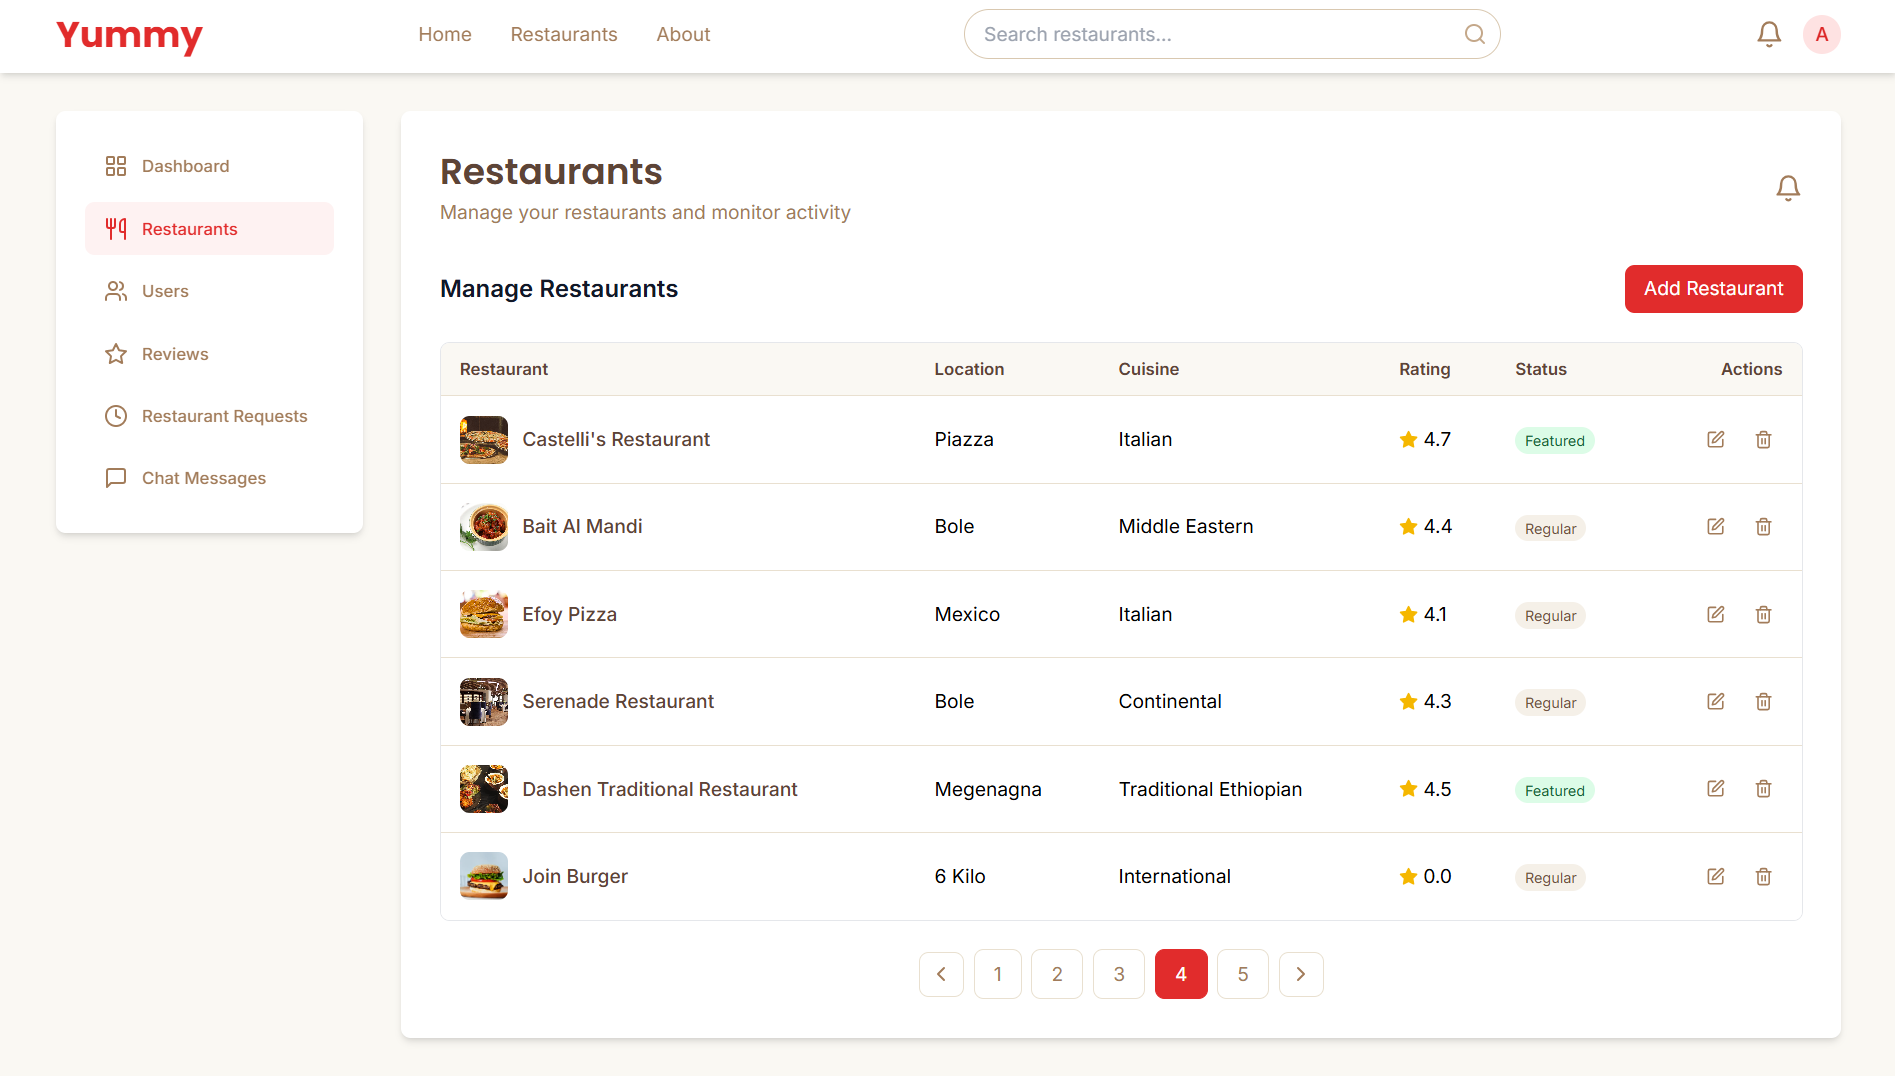 Yummy
Home Restaurants About
Search restaurants...
A
Dashboard
Restaurants
Users
Reviews
Restaurant Requests
Chat Messages
Restaurants
Manage your restaurants and monitor activity
Manage Restaurants
Add Restaurant
Restaurant Location Cuisine Rating Status Actions
Castelli's Restaurant Piazza Italian 4.7 Featured
Bait Al Mandi Bole Middle Eastern 4.4 Regular
Efoy Pizza Mexico Italian 4.1 Regular
Serenade Restaurant Bole Continental 4.3 Regular
Dashen Traditional Restaurant Megenagna Traditional Ethiopian 4.5 Featured
Join Burger 6 Kilo International 0.0 Regular
1 2 3 4 5